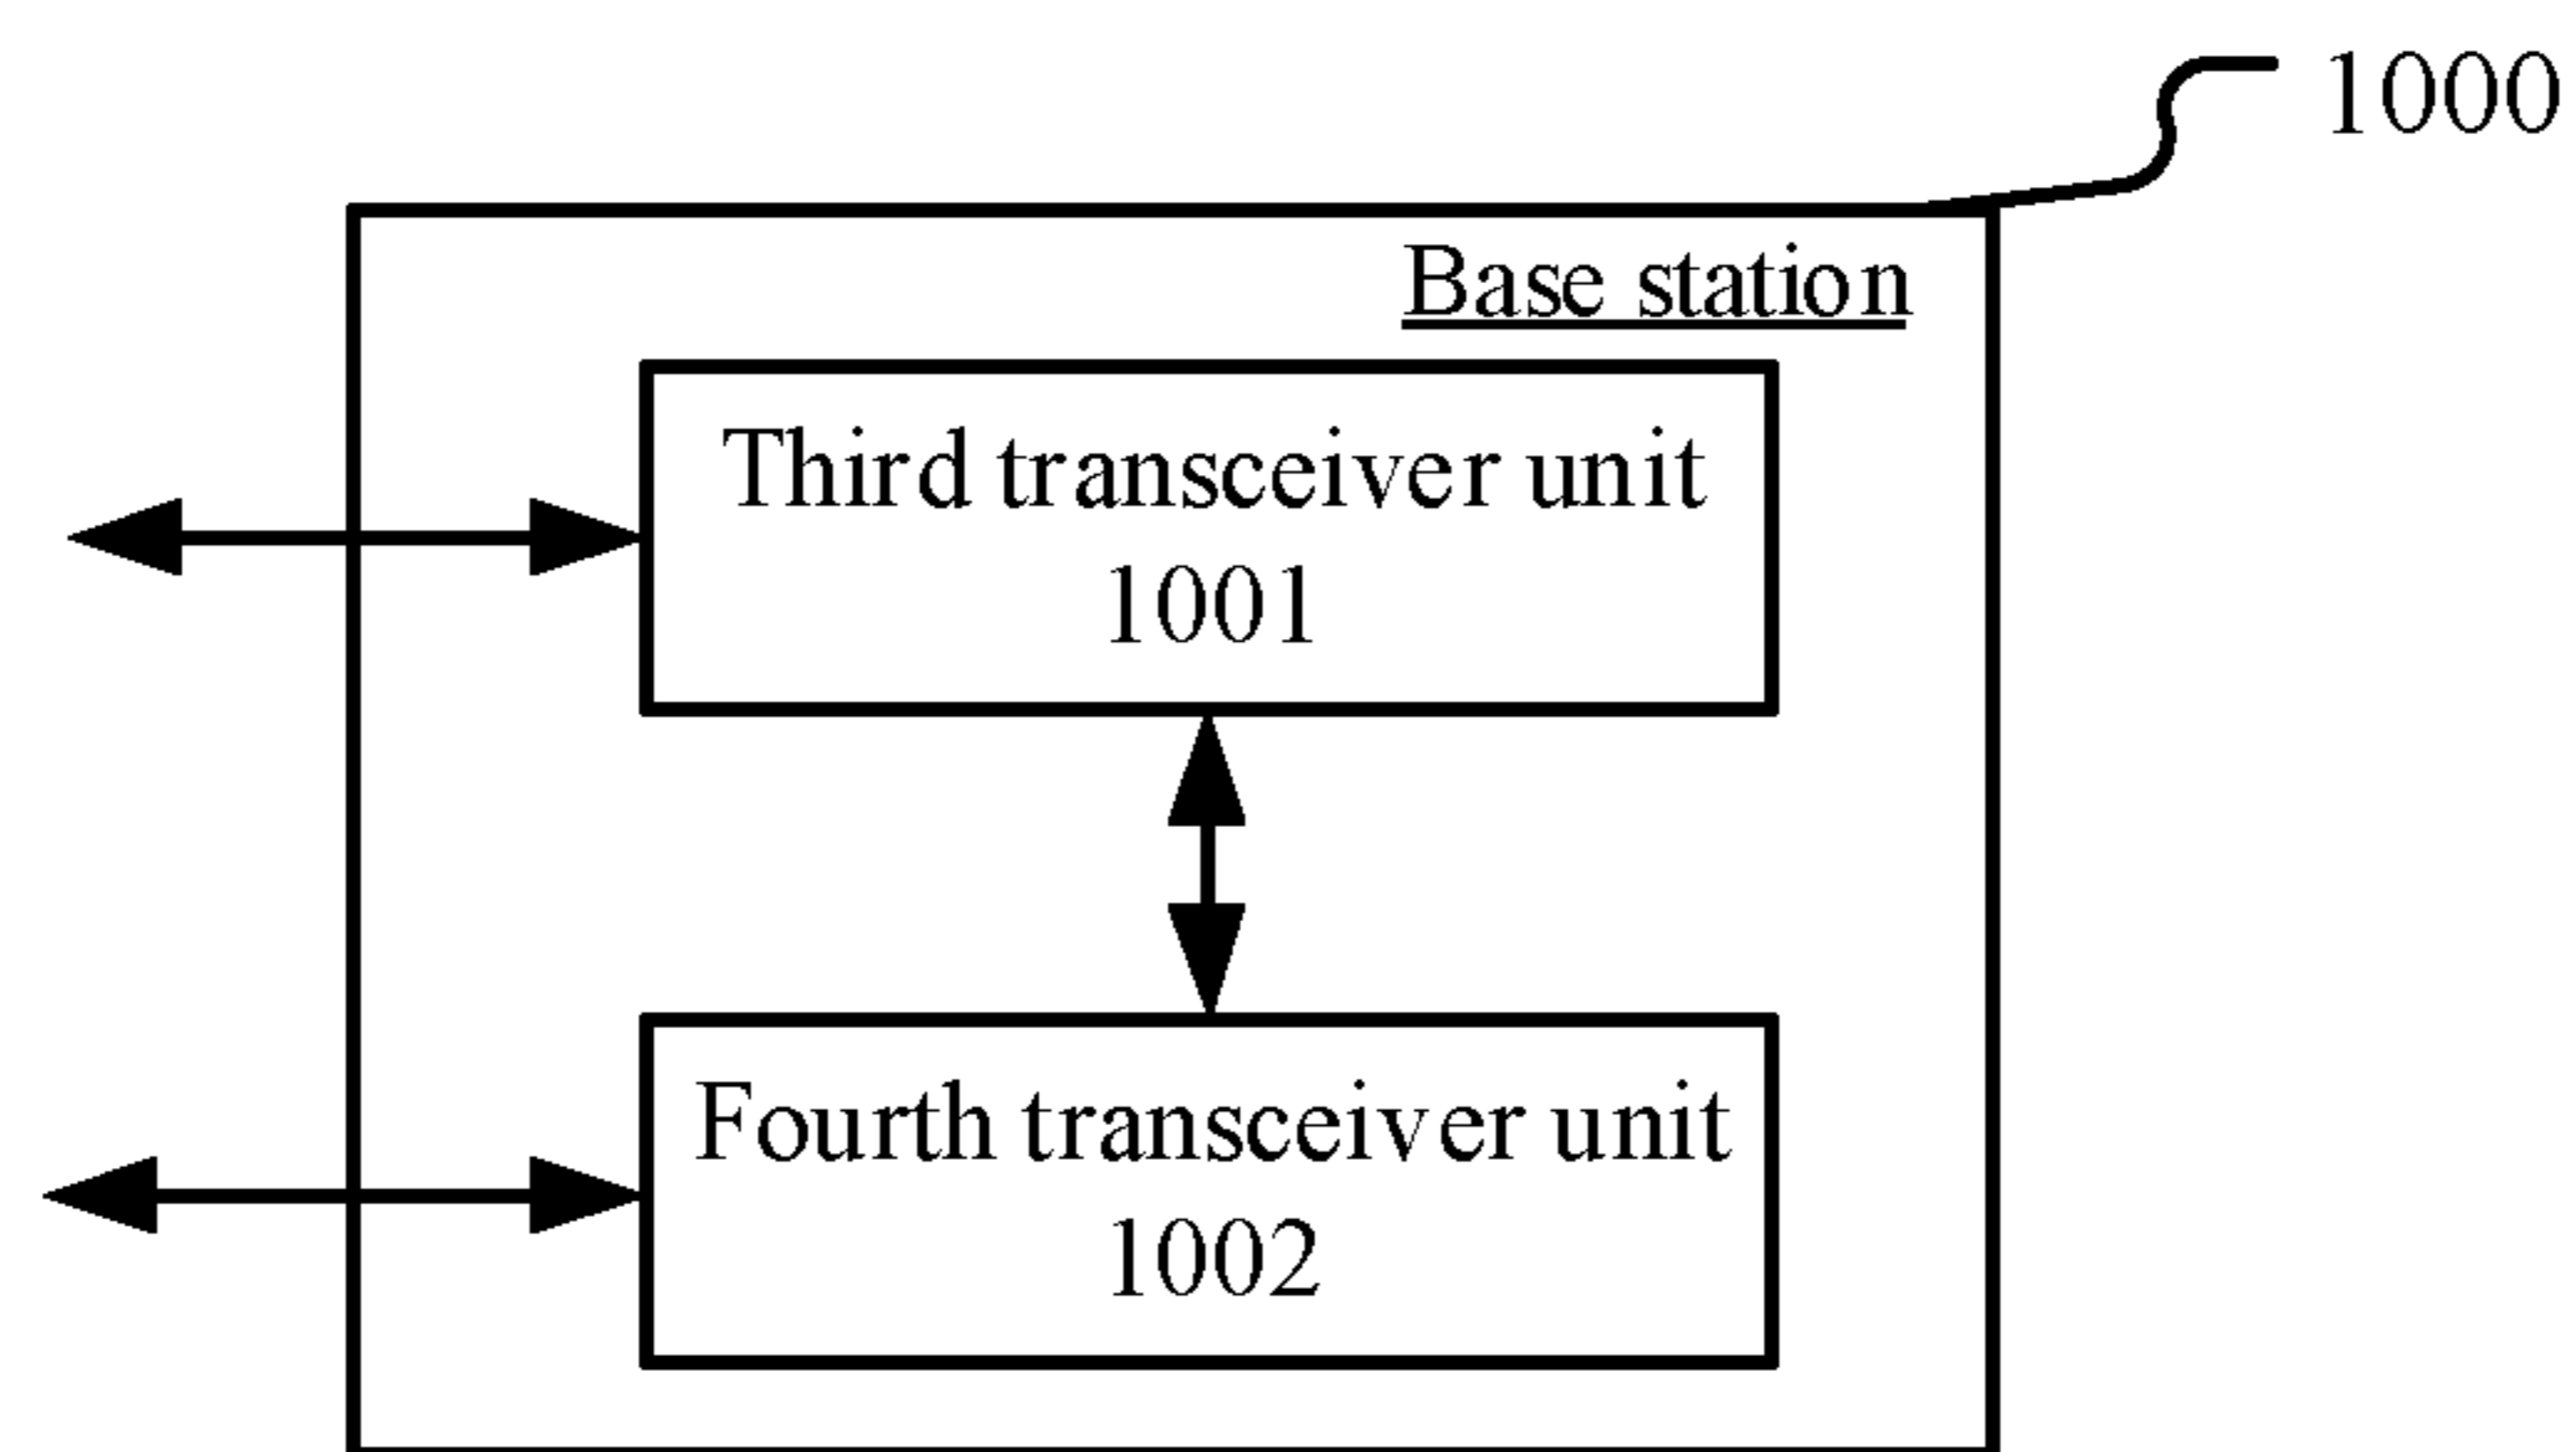 1000
Base station
Third transceiver unit
1001
Fourth transceiver unit
1002